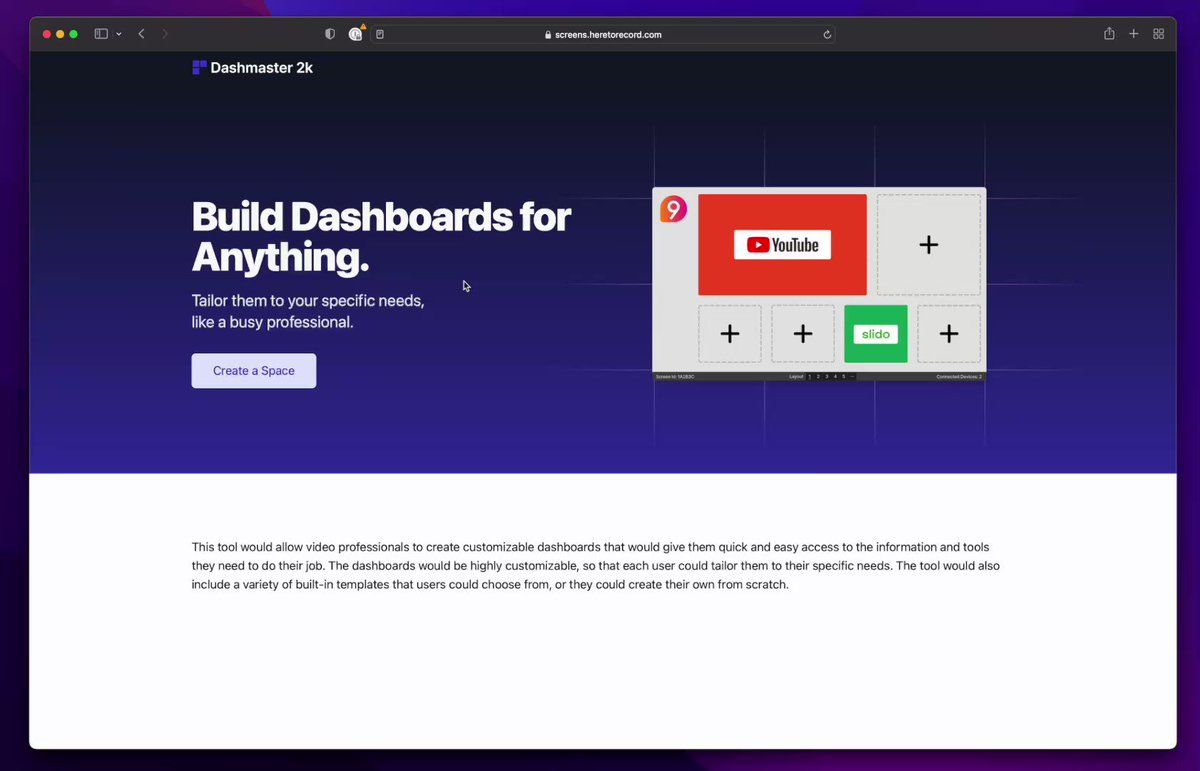 screens.heretorecord.com
Dashmaster 2k
Build Dashboards for
Anything.
Tailor them to your specific needs,
like a busy professional.
Create a Space
9
YouTube
slido
Screen Id: 1A2B3C
Layout 1 2 3 4 5
Connected Devices: 2
This tool would allow video professionals to create customizable dashboards that would give them quick and easy access to the information and tools
they need to do their job. The dashboards would be highly customizable, so that each user could tailor them to their specific needs. The tool would also
include a variety of built-in templates that users could choose from, or they could create their own from scratch.